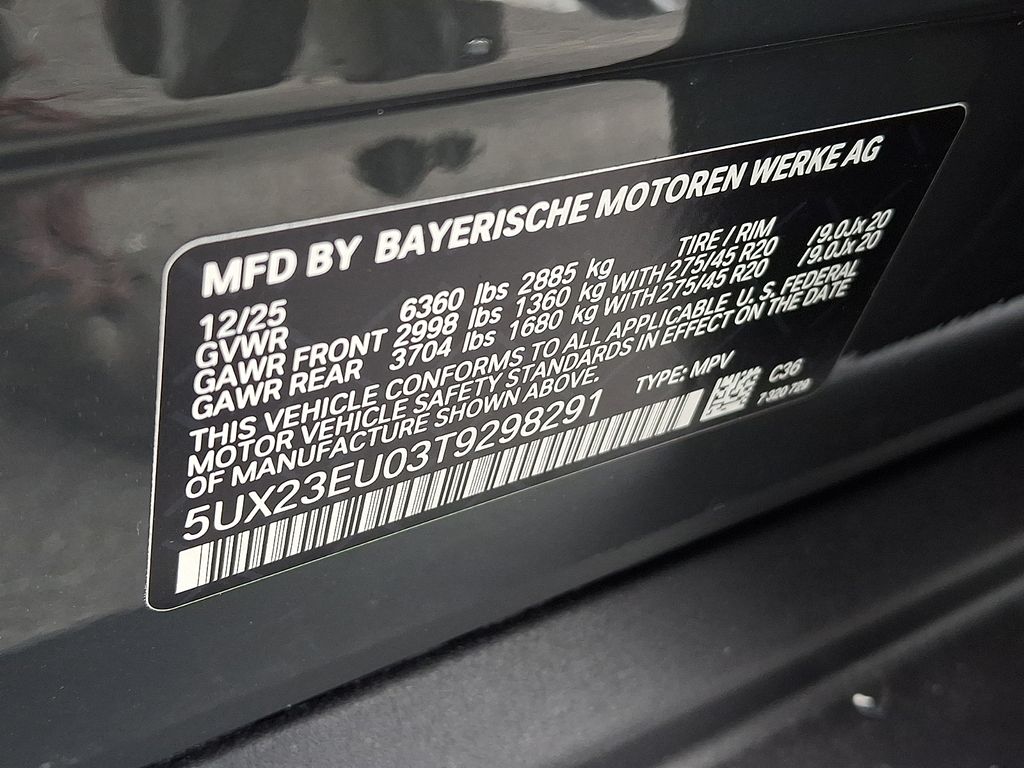 MFD BY BAYERISCHE MOTOREN WERKE AG
12/25 TIRE / RIM
GVWR 6360 lbs 2885 kg
GAWR FRONT 2998 lbs 1360 kg WITH 275/45 R20 /9.0Jx20
GAWR REAR 3704 lbs 1680 kg WITH 275/45 R20 /9.0Jx20
THIS VEHICLE CONFORMS TO ALL APPLICABLE U. S. FEDERAL
MOTOR VEHICLE SAFETY STANDARDS IN EFFECT ON THE DATE
OF MANUFACTURE SHOWN ABOVE.
TYPE: MPV C36
5UX23EU03T9298291